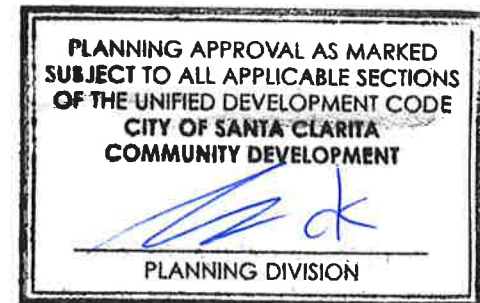 PLANNING APPROVAL AS MARKED
SUBJECT TO ALL APPLICABLE SECTIONS
OF THE UNIFIED DEVELOPMENT CODE
CITY OF SANTA CLARITA
COMMUNITY DEVELOPMENT
PLANNING DIVISION